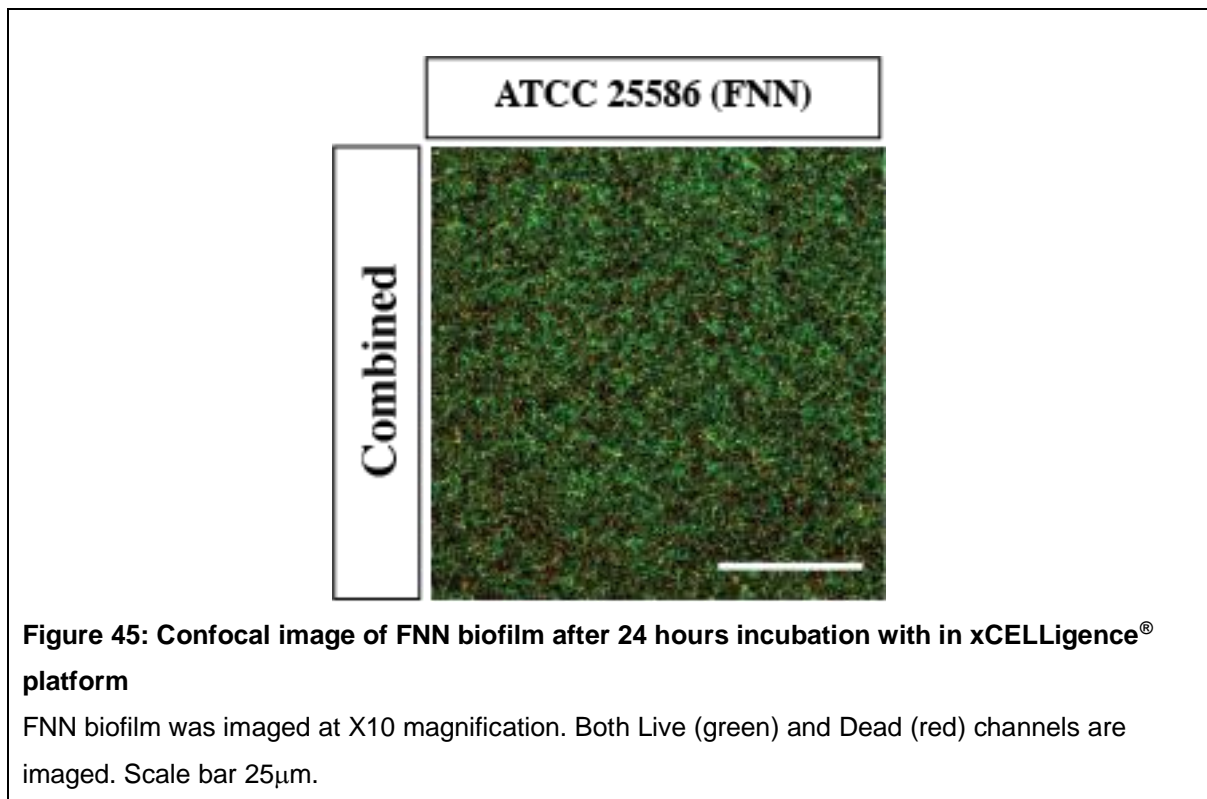 ATCC 25586 (FNN)
Combined
Figure 45: Confocal image of FNN biofilm after 24 hours incubation with in xCELLigence®
platform
FNN biofilm was imaged at X10 magnification. Both Live (green) and Dead (red) channels are
imaged. Scale bar 25μm.